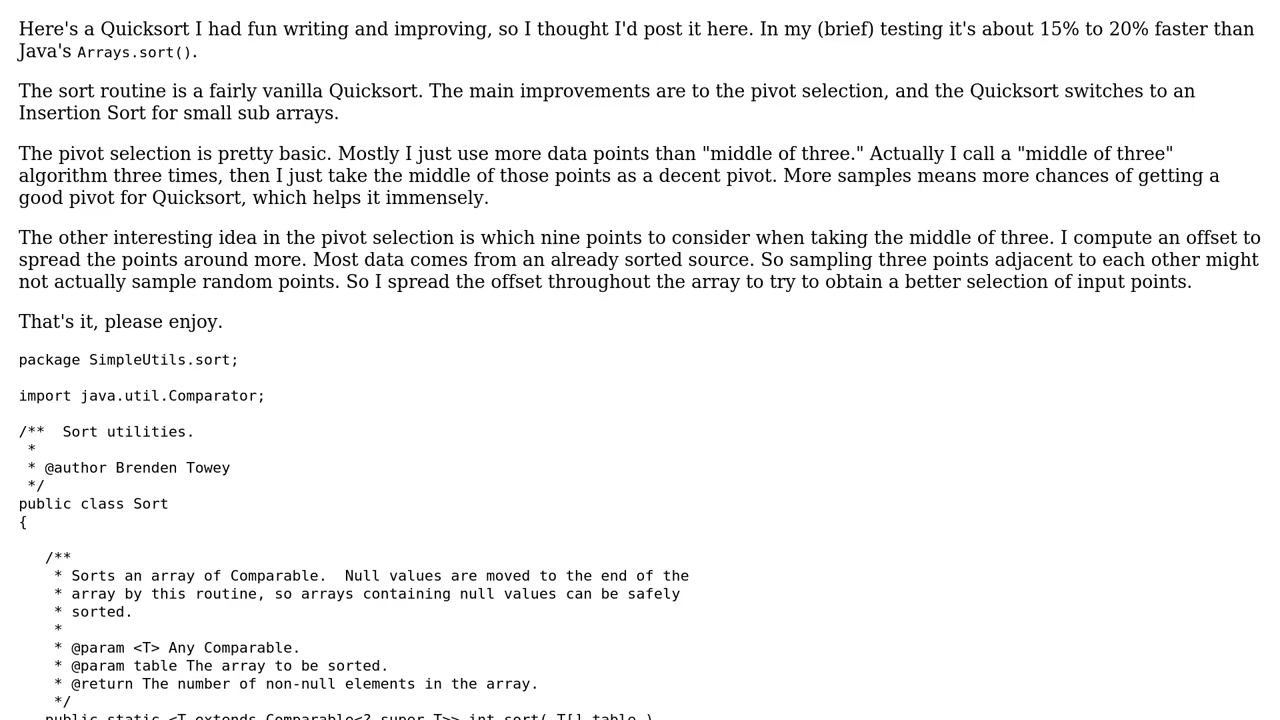 Here's a Quicksort I had fun writing and improving, so I thought I'd post it here. In my (brief) testing it's about 15% to 20% faster than
Java's Arrays.sort().
The sort routine is a fairly vanilla Quicksort. The main improvements are to the pivot selection, and the Quicksort switches to an
Insertion Sort for small sub arrays.
The pivot selection is pretty basic. Mostly I just use more data points than "middle of three." Actually I call a "middle of three"
algorithm three times, then I just take the middle of those points as a decent pivot. More samples means more chances of getting a
good pivot for Quicksort, which helps it immensely.
The other interesting idea in the pivot selection is which nine points to consider when taking the middle of three. I compute an offset to
spread the points around more. Most data comes from an already sorted source. So sampling three points adjacent to each other might
not actually sample random points. So I spread the offset throughout the array to try to obtain a better selection of input points.
That's it, please enjoy.
package SimpleUtils.sort;
import java.util.Comparator;
/**  Sort utilities.
 *
 * @author Brenden Towey
 */
public class Sort
{
   /**
    * Sorts an array of Comparable.  Null values are moved to the end of the
    * array by this routine, so arrays containing null values can be safely
    * sorted.
    *
    * @param <T> Any Comparable.
    * @param table The array to be sorted.
    * @return The number of non-null elements in the array.
    */
   public static <T extends Comparable<? super T>> int sort( T[] table )